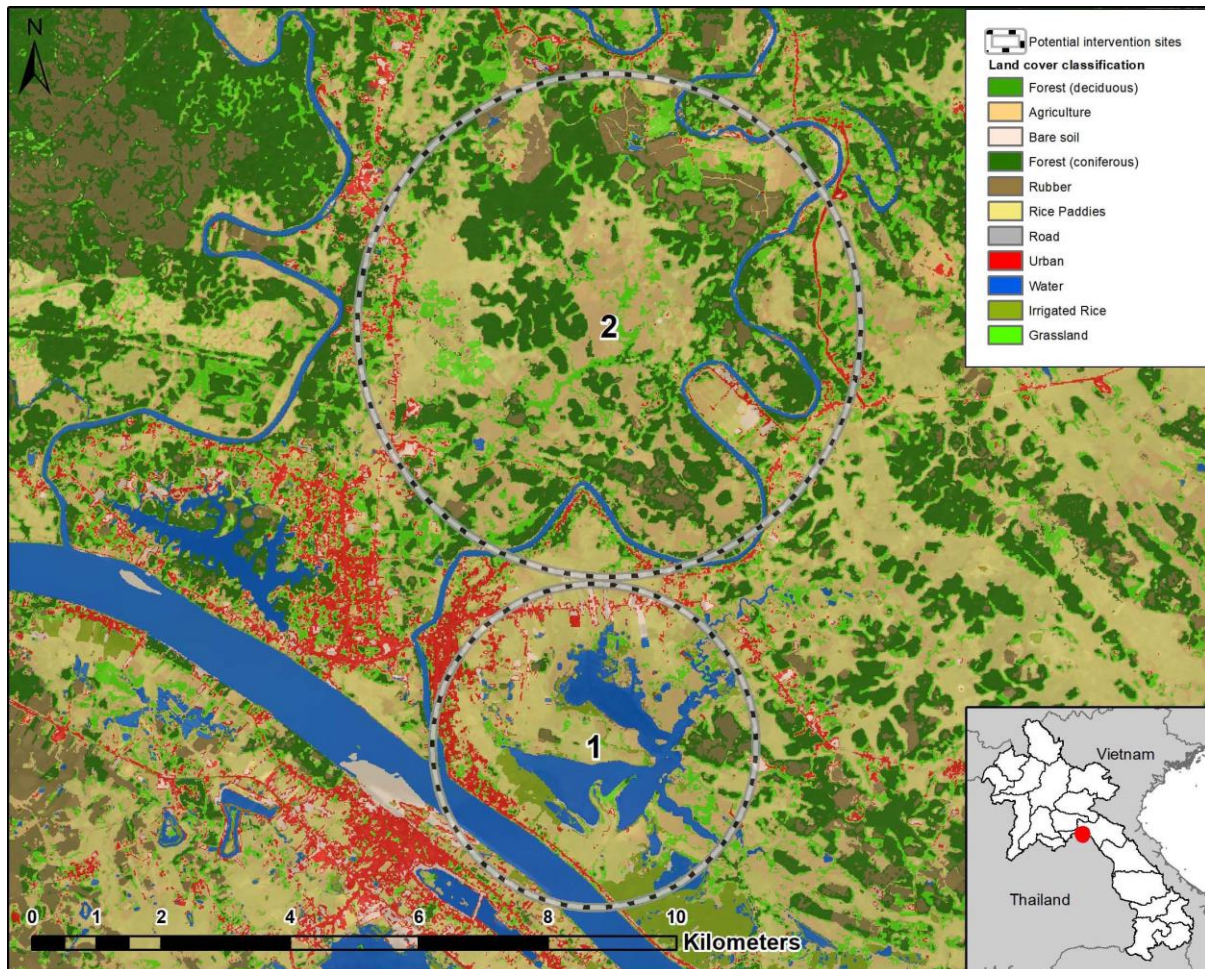 N
Potential intervention sites
Land cover classification
Forest (deciduous)
Agriculture
Bare soil
Forest (coniferous)
Rubber
Rice Paddies
Road
Urban
Water
Irrigated Rice
Grassland
2
1
Vietnam
Thailand
0 1 2 4 6 8 10
Kilometers